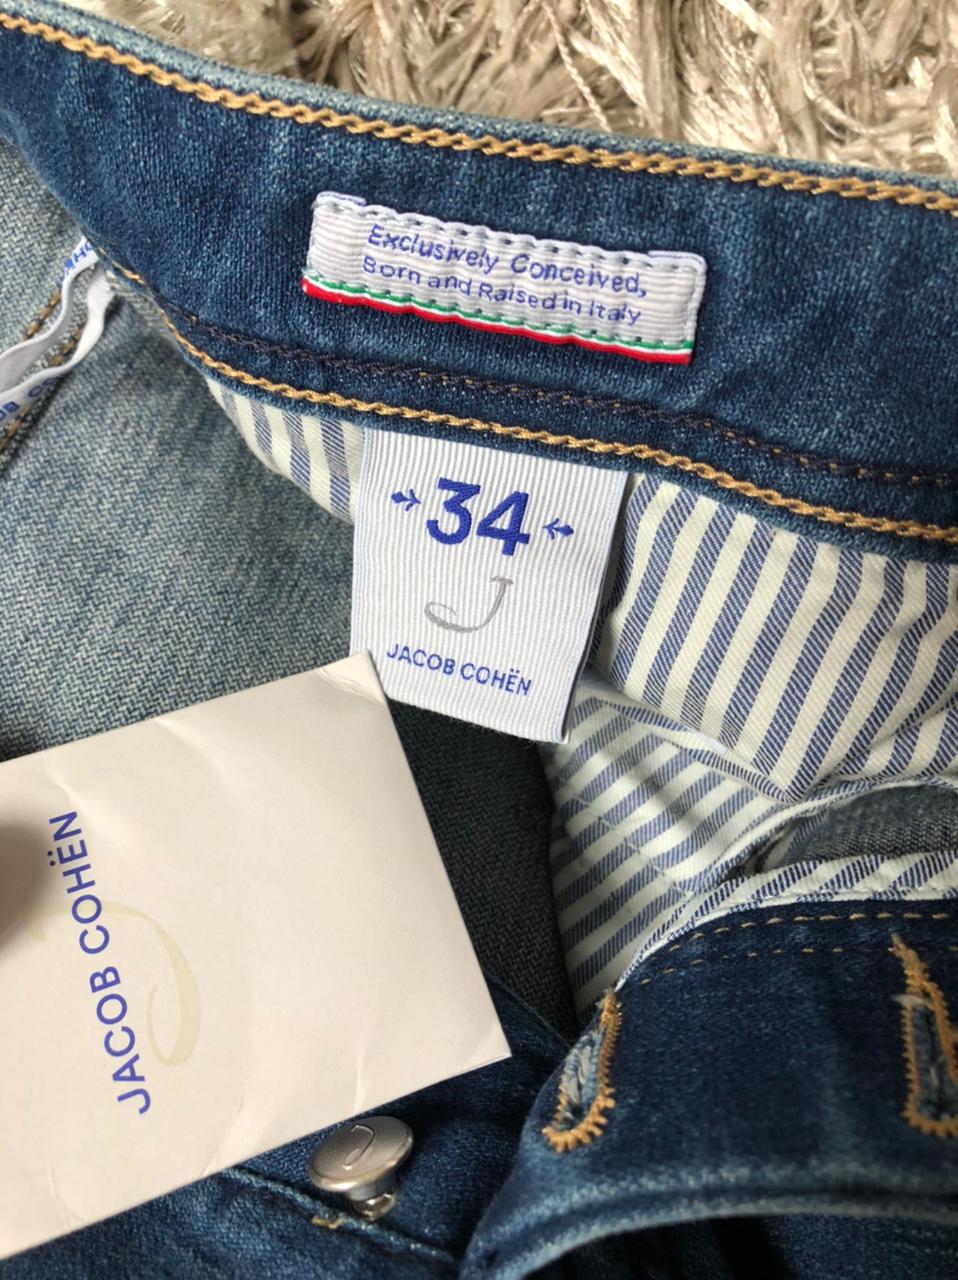 Exclusively Conceived,
Born and Raised in Italy
34
J
JACOB COHËN
JACOB COHËN
J